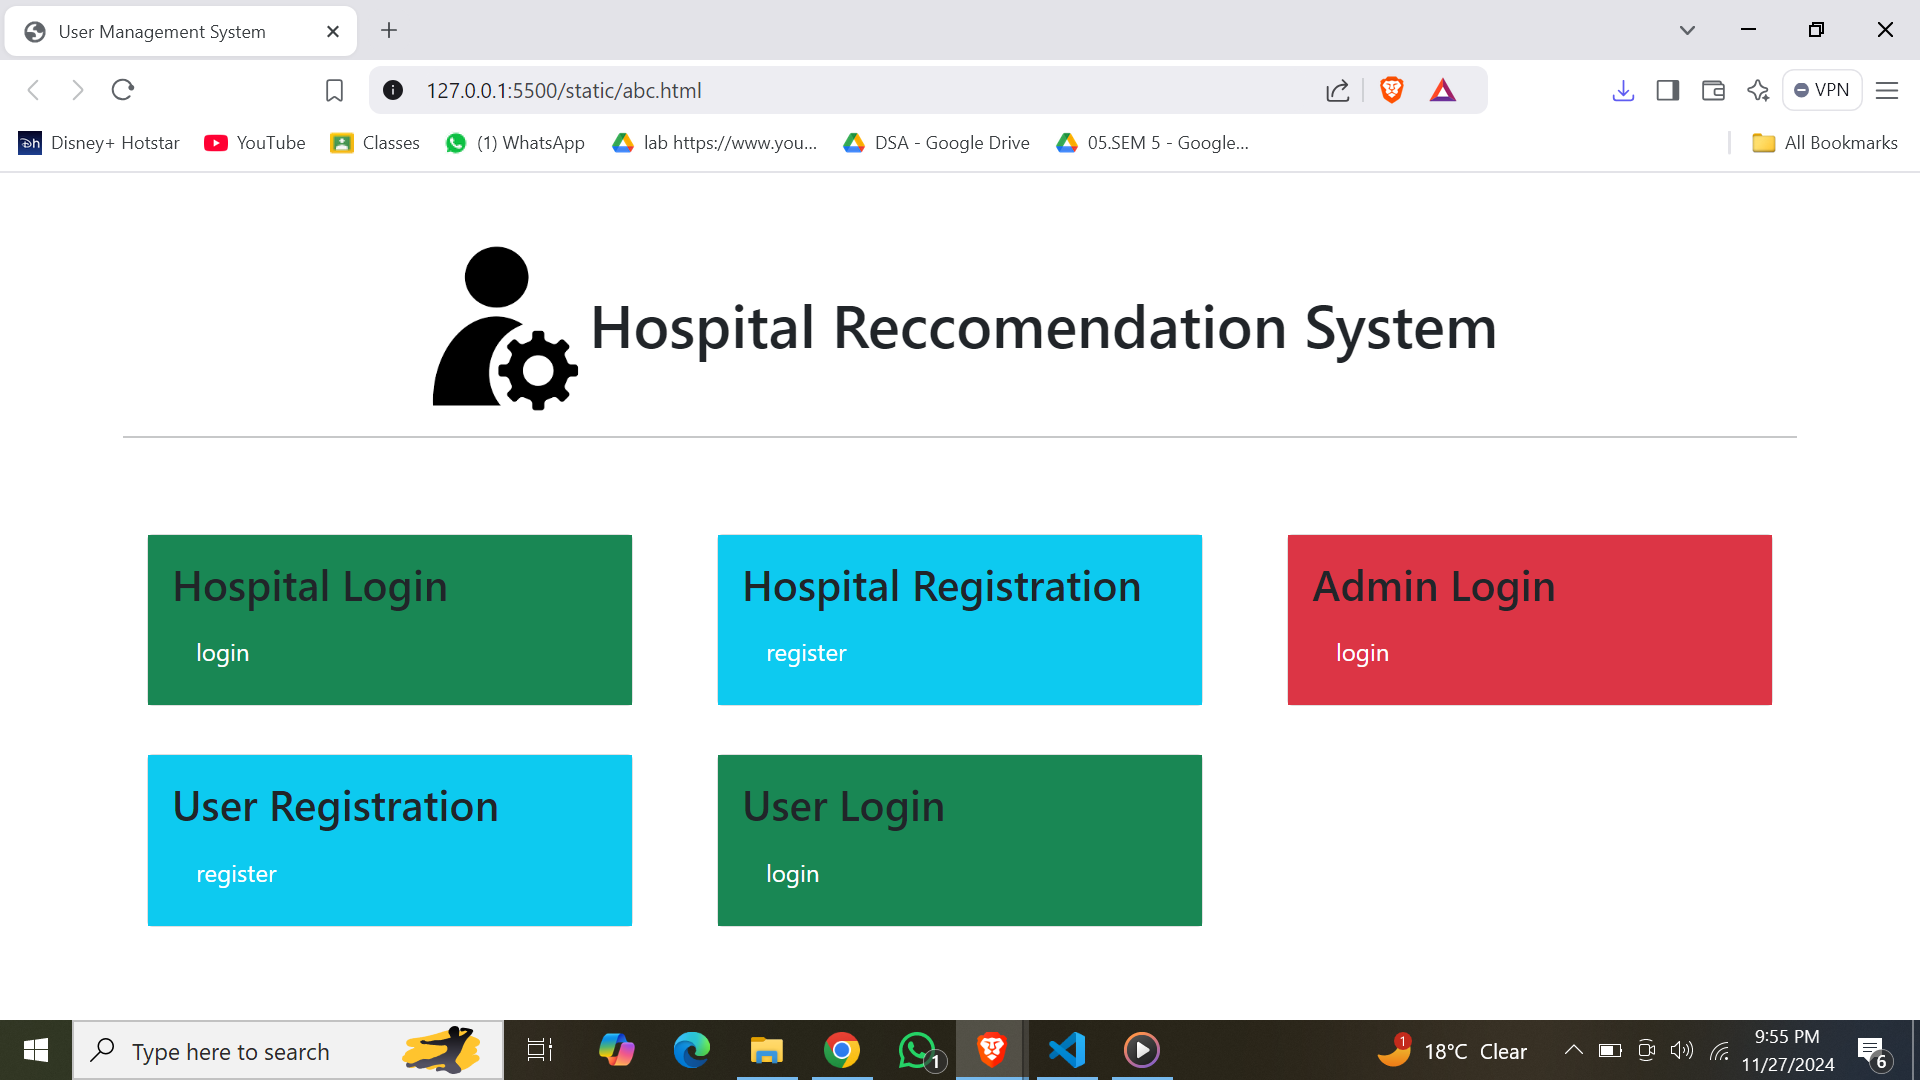 User Management System
127.0.0.1:5500/static/abc.html
VPN
Disney+ Hotstar
YouTube
Classes
(1) WhatsApp
lab https://www.you...
DSA - Google Drive
05.SEM 5 - Google...
All Bookmarks
Hospital Reccomendation System
Hospital Login
login
Hospital Registration
register
Admin Login
login
User Registration
register
User Login
login
Type here to search
1
1
18°C Clear
9:55 PM
11/27/2024
6